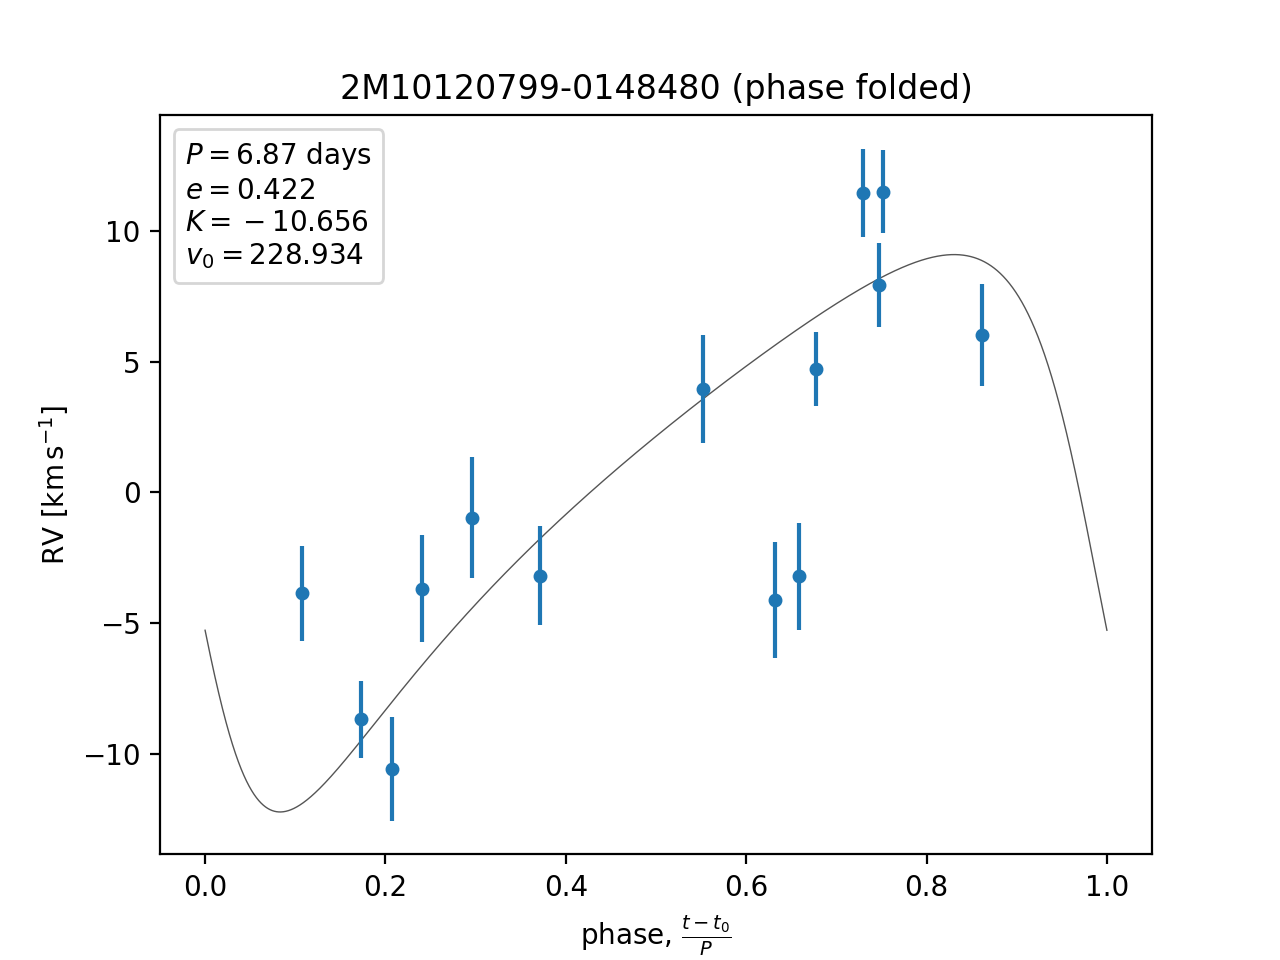 2M10120799-0148480 (phase folded)
P = 6.87 days
e = 0.422
K = −10.656
v₀ = 228.934
10
5
0
−5
−10
RV [km s⁻¹]
0.0 0.2 0.4 0.6 0.8 1.0
phase, (t − t₀)/P